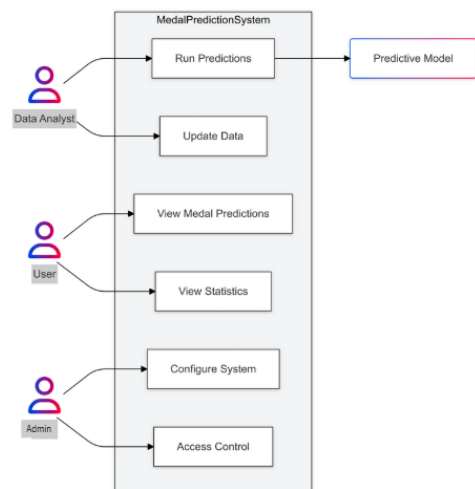 MedalPredictionSystem
Run Predictions
Predictive Model
Data Analyst
Update Data
View Medal Predictions
User
View Statistics
Configure System
Admin
Access Control